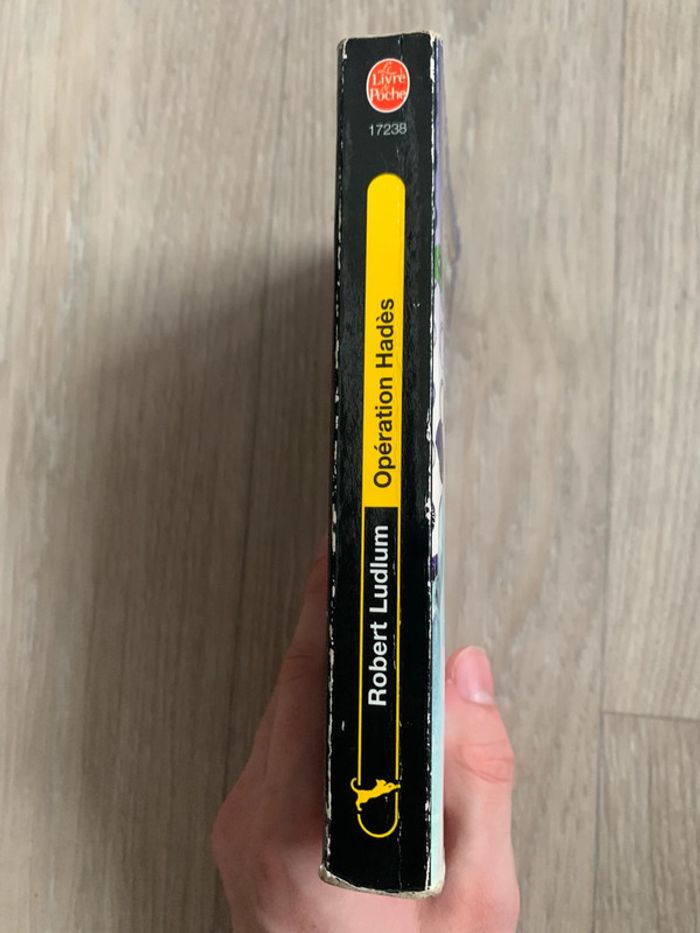 Le
Livre
de
Poche
17238
Robert Ludlum
Opération Hadès